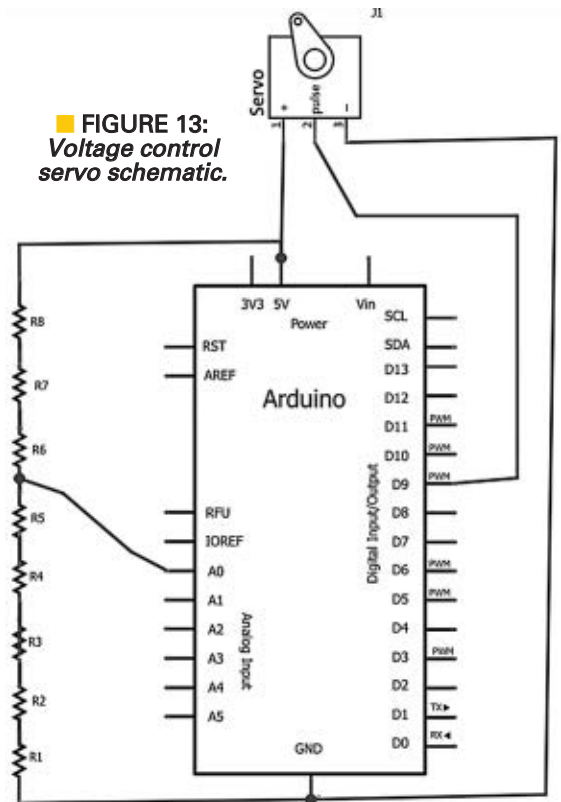 J1
Servo
+ pulse –
1 2 3
■ FIGURE 13:
Voltage control
servo schematic.
3V3 5V Vin
Power
Arduino
RST
AREF
RFU
IOREF
A0
A1
A2
A3
A4
A5
Analog Input
SCL
SDA
D13
D12
D11 PWM
D10 PWM
D9 PWM
D8
D7
D6 PWM
D5 PWM
D4
D3 PWM
D2
D1 TX▶
D0 RX◀
Digital Input/Output
GND
R8
R7
R6
R5
R4
R3
R2
R1